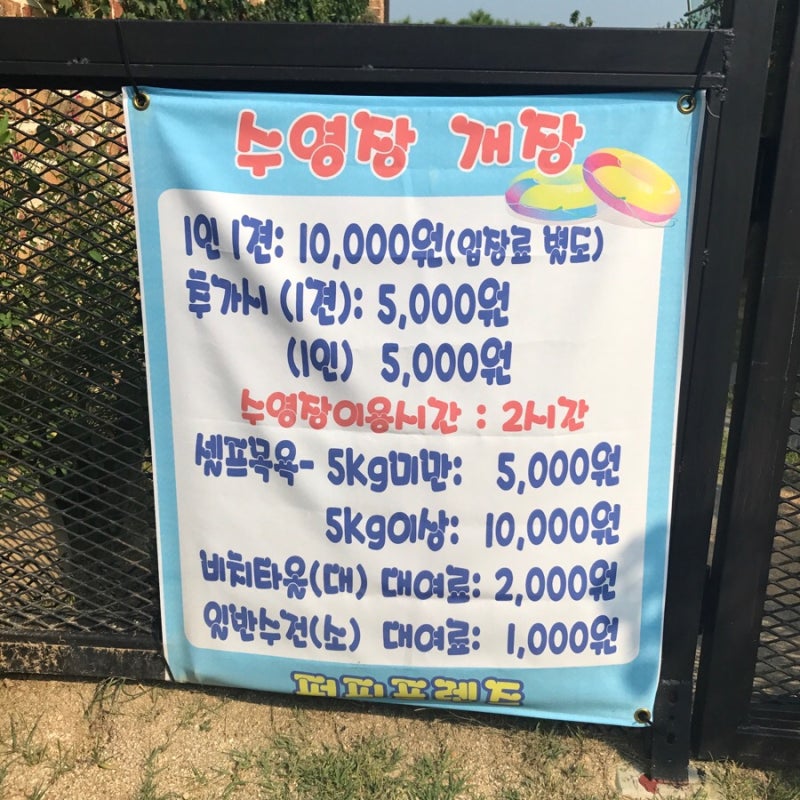 수영장 개장
1인 1견: 10,000원(입장료 별도)
추가시 (1견): 5,000원
(1인) 5,000원
수영장이용시간 : 2시간
셀프목욕- 5kg미만: 5,000원
5kg이상: 10,000원
비치타올(대) 대여료: 2,000원
일반수건(소) 대여료: 1,000원
퍼피프렌즈